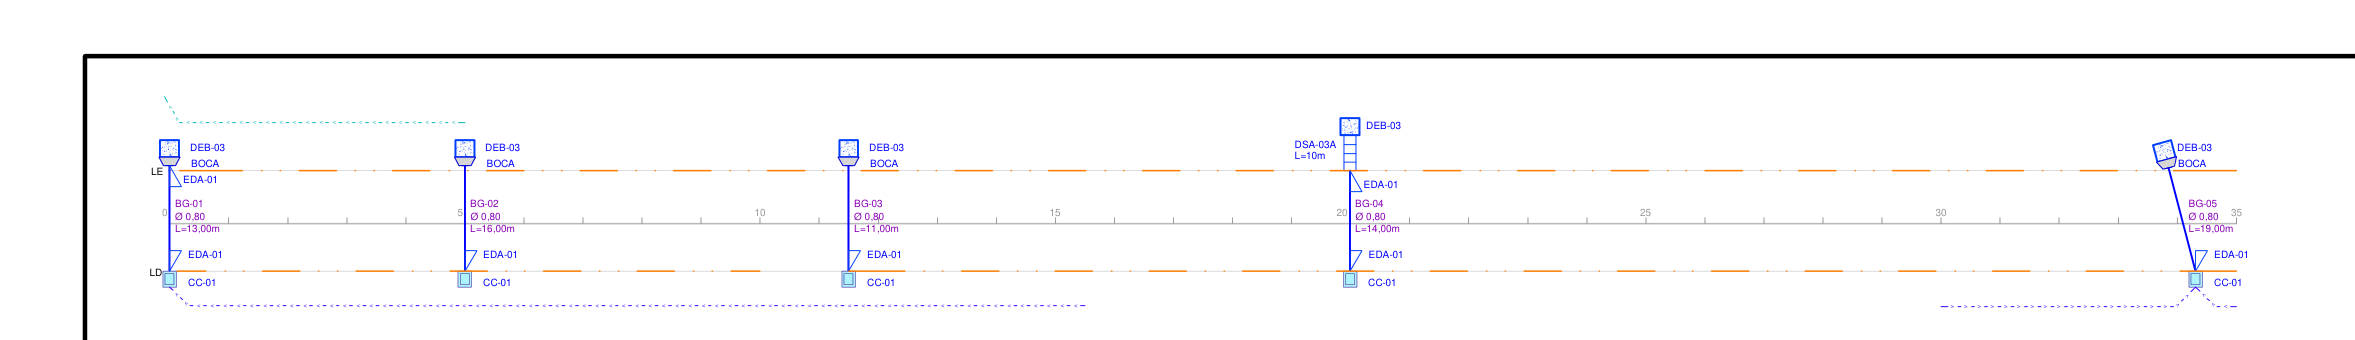 DEB-03
BOCA
LE
EDA-01
BG-01
Ø 0,80
L=13,00m
EDA-01
LD
CC-01
DEB-03
BOCA
BG-02
Ø 0,80
L=16,00m
EDA-01
CC-01
DEB-03
BOCA
BG-03
Ø 0,80
L=11,00m
EDA-01
CC-01
DEB-03
DSA-03A
L=10m
EDA-01
BG-04
Ø 0,80
L=14,00m
EDA-01
CC-01
DEB-03
BOCA
BG-05
Ø 0,80
L=19,00m
EDA-01
CC-01
0 5 10 15 20 25 30 35